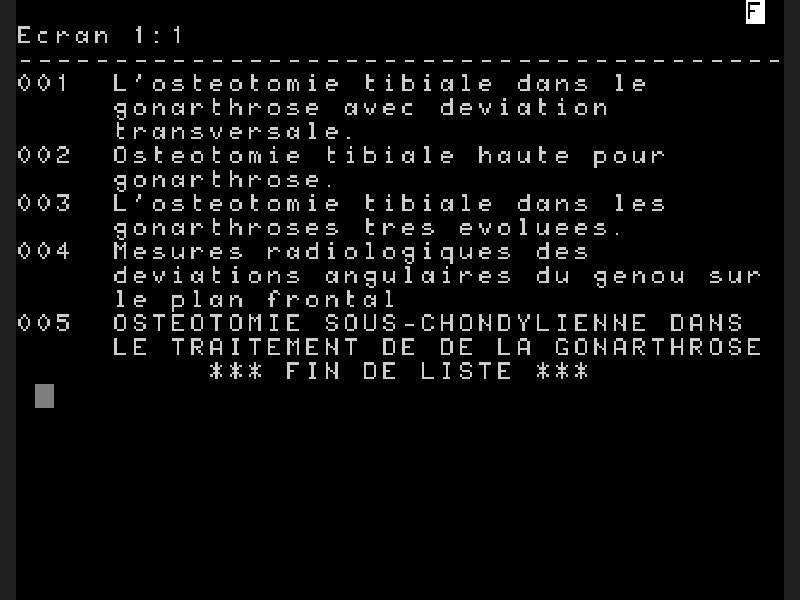 F
Ecran 1:1
----------------------------------------
001 L'osteotomie tibiale dans le
gonarthrose avec deviation
transversale.
002 Osteotomie tibiale haute pour
gonarthrose.
003 L'osteotomie tibiale dans les
gonarthroses tres evoluees.
004 Mesures radiologiques des
deviations angulaires du genou sur
le plan frontal
005 OSTEOTOMIE SOUS-CHONDYLIENNE DANS
LE TRAITEMENT DE DE LA GONARTHROSE
*** FIN DE LISTE ***